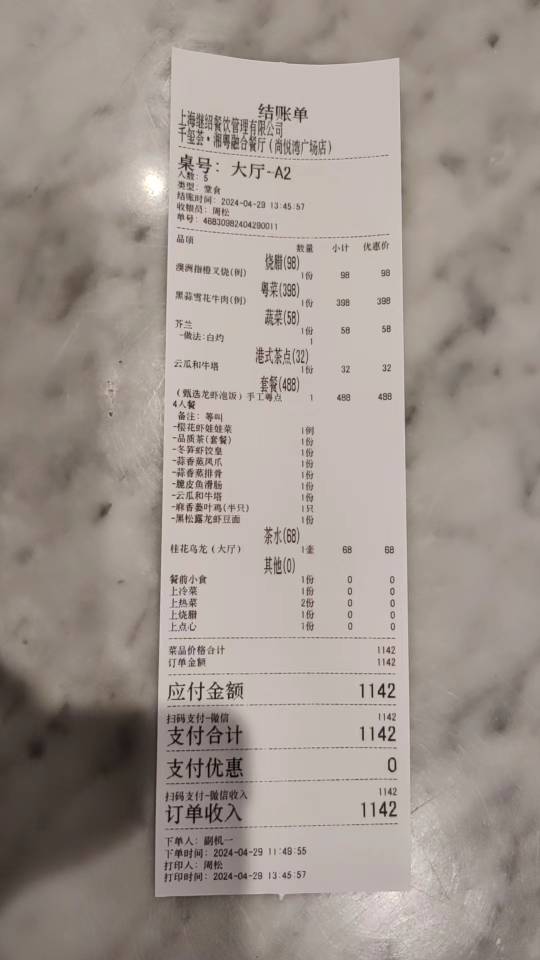 结账单
上海继绍餐饮管理有限公司
千玺荟·湘粤融合餐厅(尚悦湾广场店)
桌号: 大厅-A2
人数: 5
类型: 堂食
结账时间: 2024-04-29 13:45:57
收银员: 周松
单号: 46830982404290011
品项 数量 小计 优惠价
烧腊(98)
澳洲指橙叉烧(例) 1份 98 98
粤菜(398)
黑蒜雪花牛肉(例) 1份 398 398
蔬菜(58)
芥兰 1份 58 58
-做法:白灼 1
港式茶点(32)
云瓜和牛塔 1份 32 32
套餐(488)
(甄选龙虾泡饭)手工粤点 1 488 488
4人餐
备注: 等叫
-樱花虾娃娃菜 1例
-品质茶(套餐) 1份
-冬笋虾饺皇 1份
-蒜香蒸凤爪 1份
-蒜香蒸排骨 1份
-脆皮鱼滑肠 1份
-云瓜和牛塔 1份
-麻香蒌叶鸡(半只) 1只
-黑松露龙虾豆面 1份
茶水(68)
桂花乌龙(大厅) 1壶 68 68
其他(0)
餐前小食 1份 0 0
上冷菜 1份 0 0
上热菜 2份 0 0
上烧腊 1份 0 0
上点心 1份 0 0
菜品价格合计 1142
订单金额 1142
应付金额 1142
扫码支付-微信 1142
支付合计 1142
支付优惠 0
扫码支付-微信收入 1142
订单收入 1142
下单人: 副机一
下单时间: 2024-04-29 11:49:55
打印人: 周松
打印时间: 2024-04-29 13:45:57